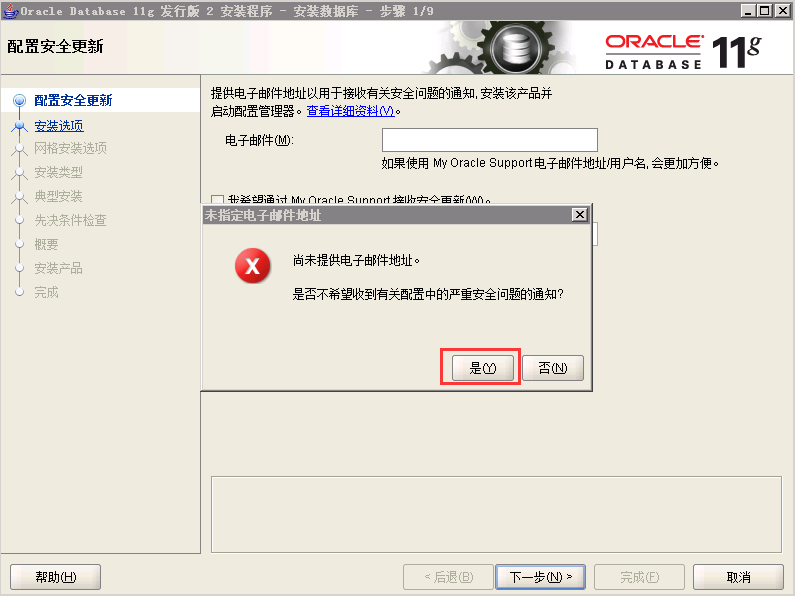 Oracle Database 11g 发行版 2 安装程序 - 安装数据库 - 步骤 1/9
配置安全更新
ORACLE
DATABASE
11g
配置安全更新
安装选项
网格安装选项
安装类型
典型安装
先决条件检查
概要
安装产品
完成
提供电子邮件地址以用于接收有关安全问题的通知, 安装该产品并
启动配置管理器。查看详细资料(V)。
电子邮件(M):
如果使用 My Oracle Support 电子邮件地址/用户名, 会更加方便。
我希望通过 My Oracle Support 接收安全更新(W)。
未指定电子邮件地址
尚未提供电子邮件地址。
是否不希望收到有关配置中的严重安全问题的通知?
是(Y)
否(N)
帮助(H)
< 后退(B)
下一步(N) >
完成(F)
取消